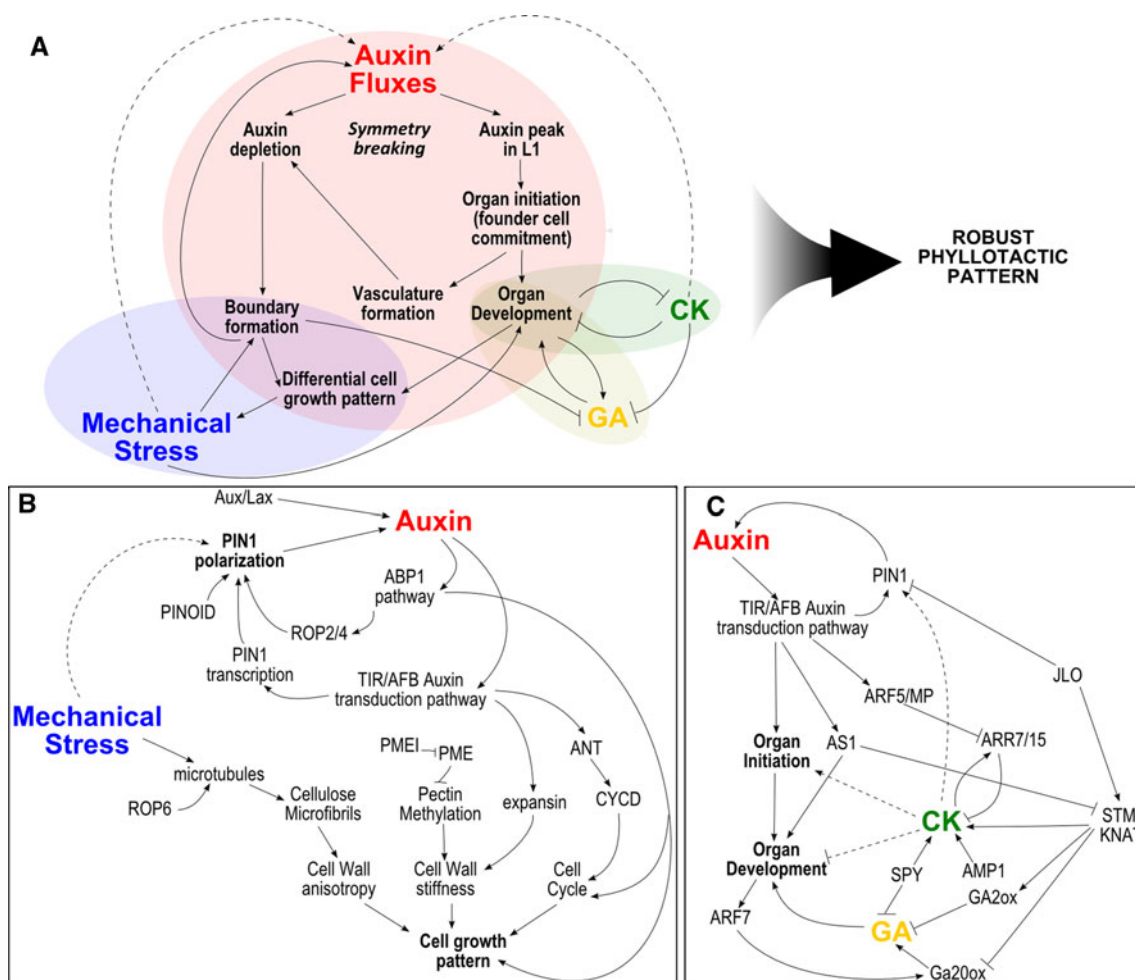 A
Auxin
Fluxes
Auxin
depletion
Symmetry
breaking
Auxin peak
in L1
Organ initiation
(founder cell
commitment)
Vasculature
formation
Organ
Development
CK
Boundary
formation
Differential cell
growth pattern
GA
Mechanical
Stress
ROBUST
PHYLLOTACTIC
PATTERN
B
Aux/Lax
Auxin
PIN1
polarization
ABP1
pathway
PINOID
ROP2/4
PIN1
transcription
TIR/AFB Auxin
transduction pathway
Mechanical
Stress
PMEI
PME
ANT
microtubules
ROP6
Cellulose
Microfibrils
Pectin
Methylation
expansin
CYCD
Cell Wall
anisotropy
Cell Wall
stiffness
Cell
Cycle
Cell growth
pattern
C
Auxin
PIN1
TIR/AFB Auxin
transduction pathway
JLO
ARF5/MP
Organ
Initiation
AS1
ARR7/15
CK
STM
KNAT
Organ
Development
SPY
AMP1
GA2ox
ARF7
GA
Ga20ox